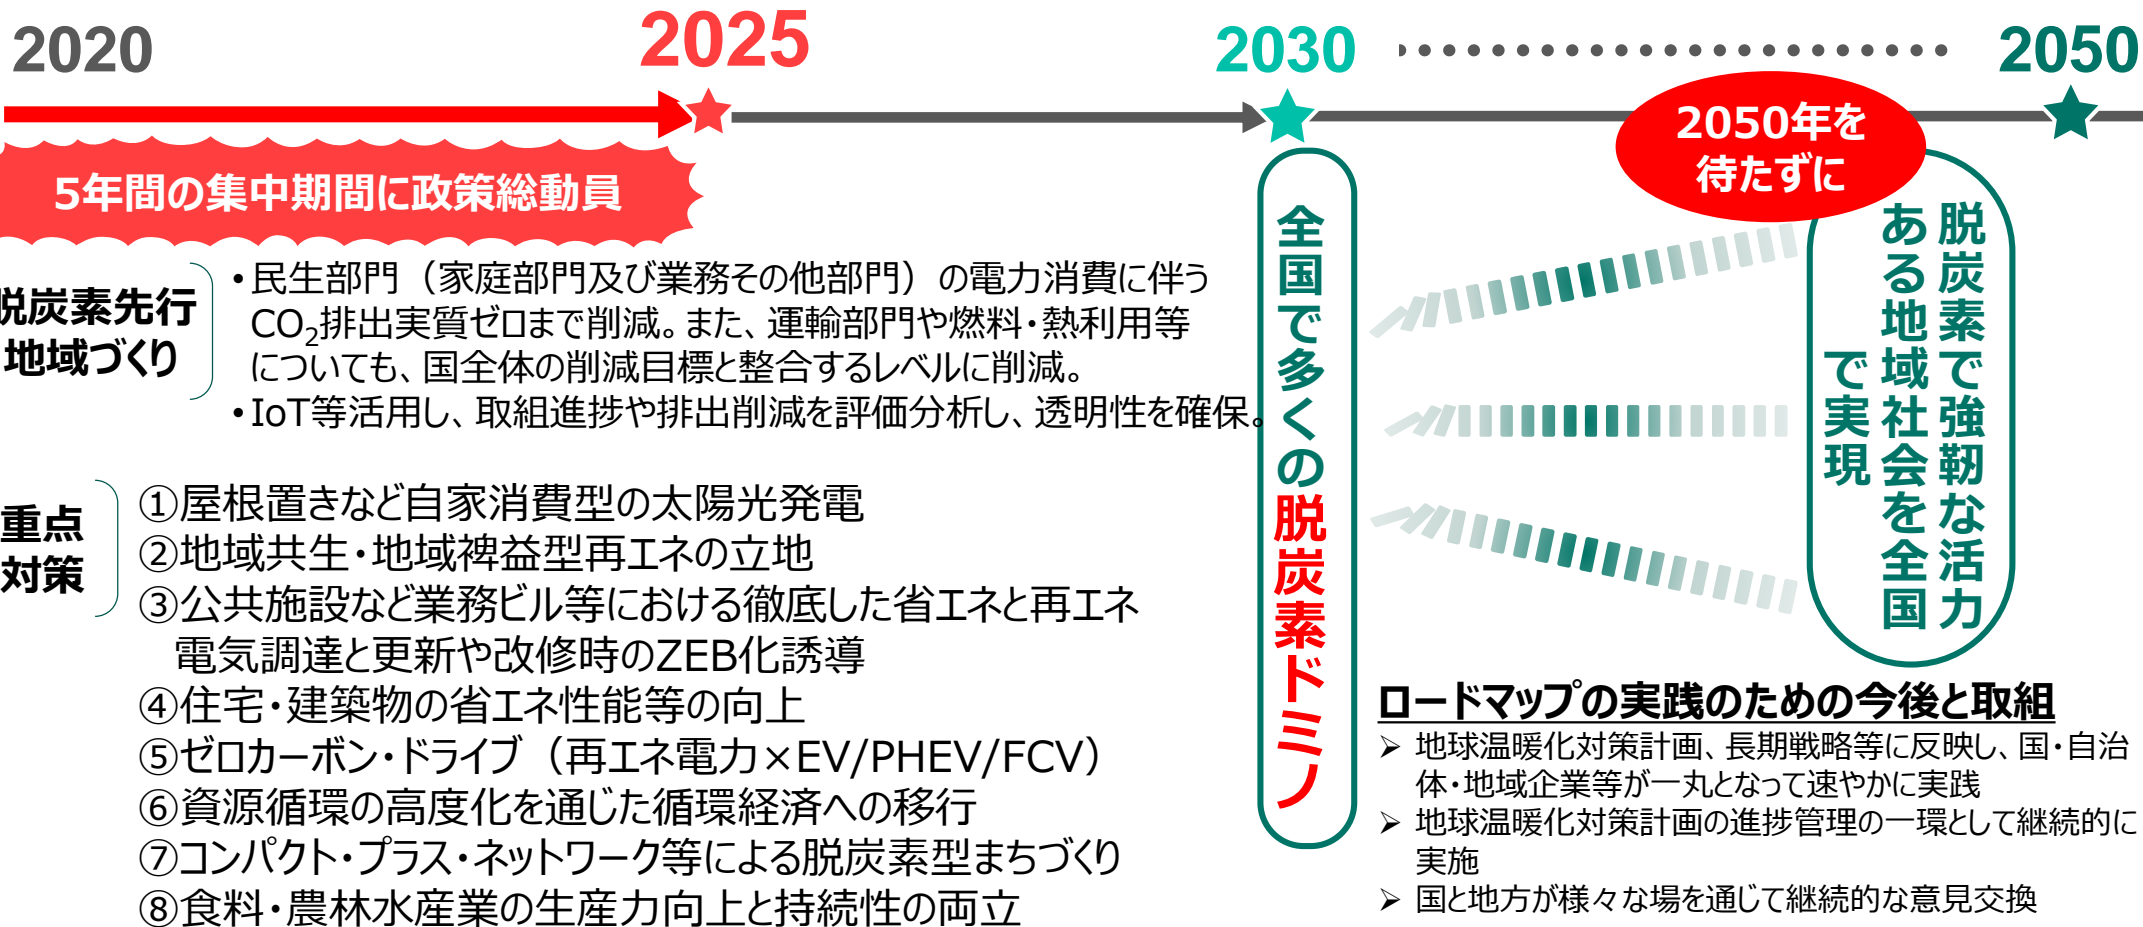 2020
2025
2030
2050
2050年を
待たずに
5年間の集中期間に政策総動員
脱炭素先行
地域づくり
•民生部門（家庭部門及び業務その他部門）の電力消費に伴う
CO2排出実質ゼロまで削減。また、運輸部門や燃料・熱利用等
についても、国全体の削減目標と整合するレベルに削減。
•IoT等活用し、取組進捗や排出削減を評価分析し、透明性を確保。
重点
対策
①屋根置きなど自家消費型の太陽光発電
②地域共生・地域裨益型再エネの立地
③公共施設など業務ビル等における徹底した省エネと再エネ
電気調達と更新や改修時のZEB化誘導
④住宅・建築物の省エネ性能等の向上
⑤ゼロカーボン・ドライブ（再エネ電力×EV/PHEV/FCV）
⑥資源循環の高度化を通じた循環経済への移行
⑦コンパクト・プラス・ネットワーク等による脱炭素型まちづくり
⑧食料・農林水産業の生産力向上と持続性の両立
全国で多くの脱炭素ドミノ
脱炭素で強靭な活力
ある地域社会を全国
で実現
ロードマップの実践のための今後と取組
➢ 地球温暖化対策計画、長期戦略等に反映し、国・自治
体・地域企業等が一丸となって速やかに実践
➢ 地球温暖化対策計画の進捗管理の一環として継続的に
実施
➢ 国と地方が様々な場を通じて継続的な意見交換